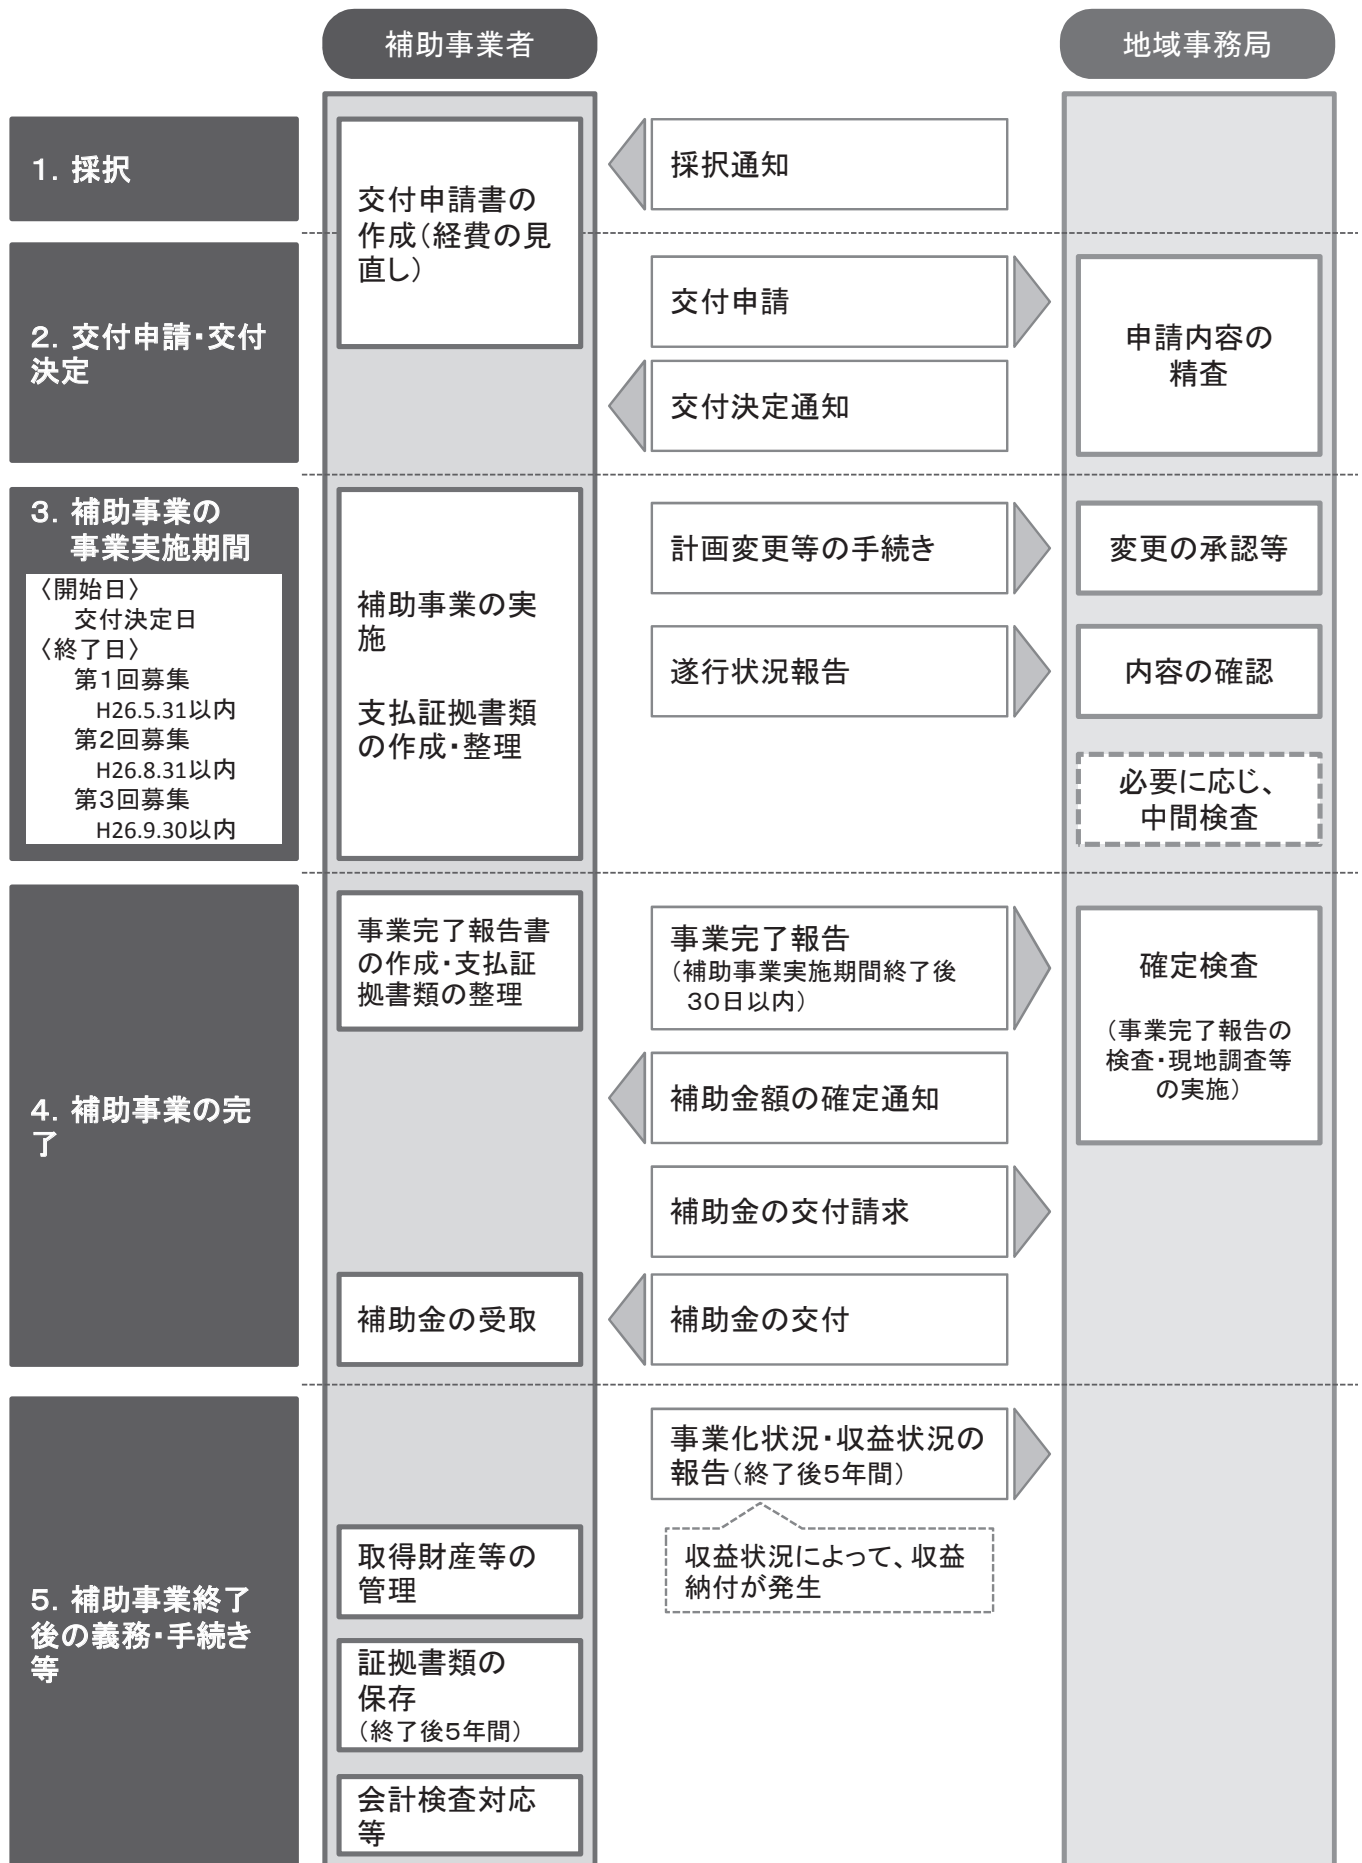 補助事業者
地域事務局
1. 採択
交付申請書の
作成(経費の見
直し)
採択通知
2. 交付申請・交付
決定
交付申請
交付決定通知
申請内容の
精査
3. 補助事業の
事業実施期間
〈開始日〉
交付決定日
〈終了日〉
第1回募集
H26.5.31以内
第2回募集
H26.8.31以内
第3回募集
H26.9.30以内
補助事業の実
施
支払証拠書類
の作成・整理
計画変更等の手続き
変更の承認等
遂行状況報告
内容の確認
必要に応じ、
中間検査
4. 補助事業の完
了
事業完了報告書
の作成・支払証
拠書類の整理
事業完了報告
(補助事業実施期間終了後
30日以内)
確定検査
(事業完了報告の
検査・現地調査等
の実施)
補助金額の確定通知
補助金の交付請求
補助金の受取
補助金の交付
5. 補助事業終了
後の義務・手続き
等
事業化状況・収益状況の
報告(終了後5年間)
収益状況によって、収益
納付が発生
取得財産等の
管理
証拠書類の
保存
(終了後5年間)
会計検査対応
等